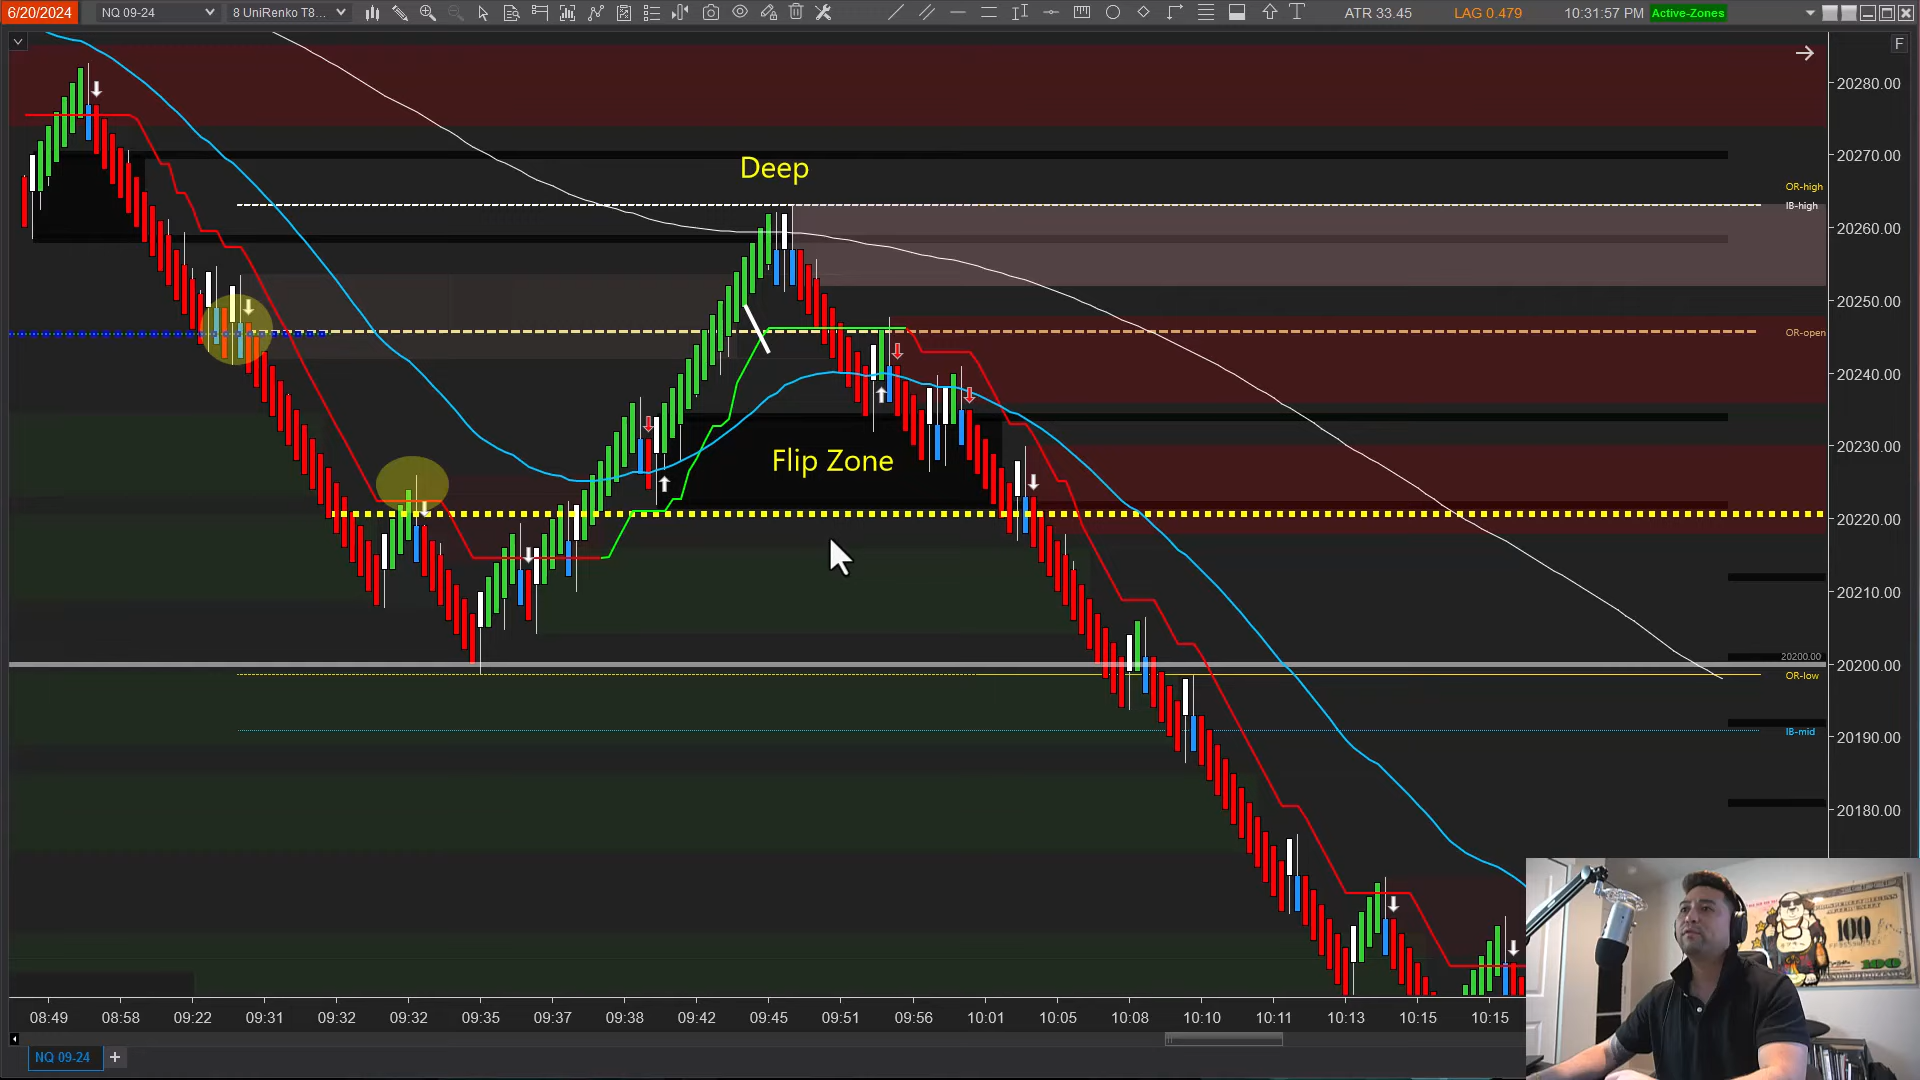 6/20/2024 NQ 09-24 8 UniRenko T8... ATR 33.45 LAG 0.479 10:31:57 PM Active-Zones
F
20280.00
20270.00
Deep
OR-high
IB-high
20260.00
20250.00
OR-open
20240.00
20230.00
Flip Zone
20220.00
20210.00
20200.00
20200.00
OR-low
20190.00
IB-mid
20180.00
100
100
08:49 08:58 09:22 09:31 09:32 09:32 09:35 09:37 09:38 09:42 09:45 09:51 09:56 10:01 10:05 10:08 10:10 10:11 10:13 10:15 10:15
NQ 09-24 +